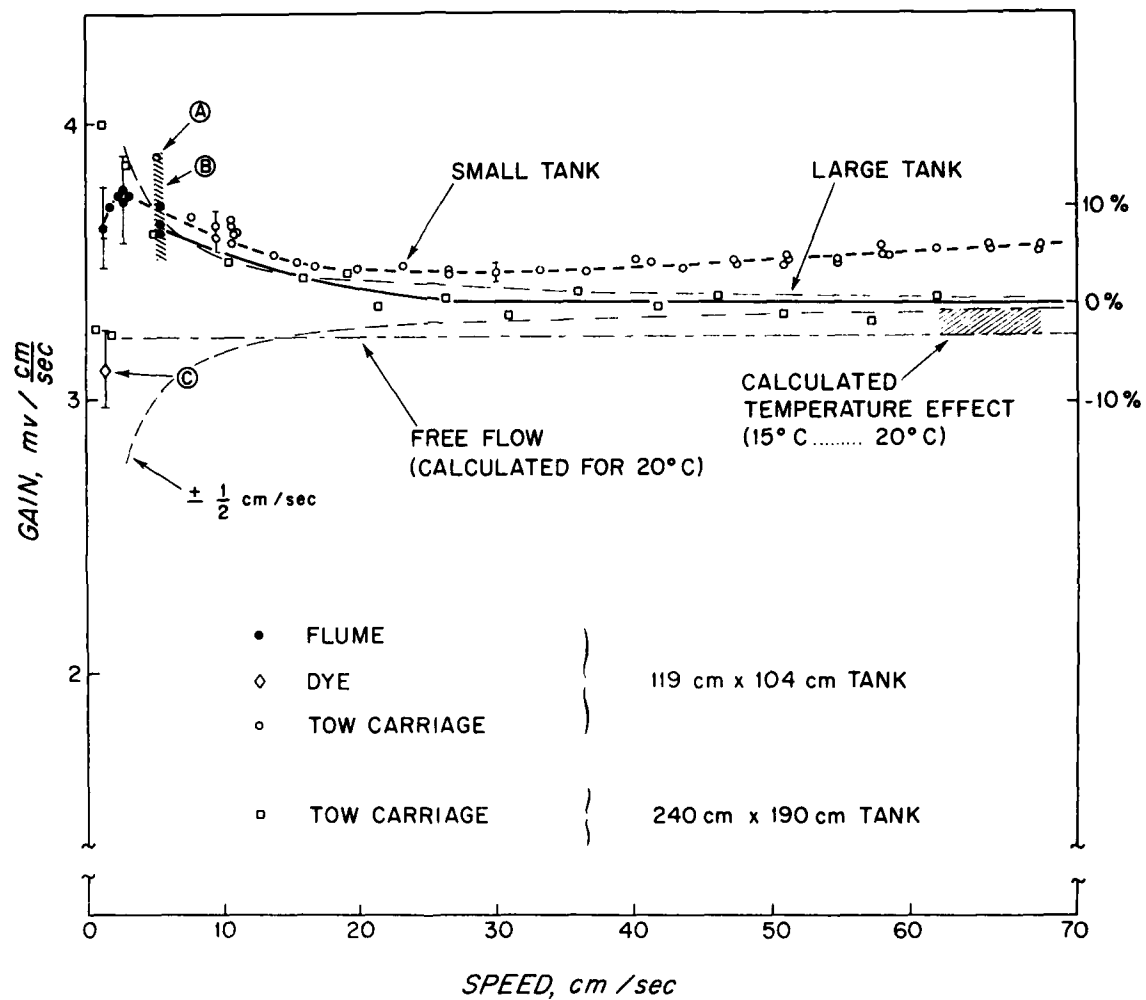 4
3
2
GAIN, mv / cm/sec
A
B
C
SMALL TANK
LARGE TANK
10%
0%
-10%
FREE FLOW
(CALCULATED FOR 20°C)
CALCULATED
TEMPERATURE EFFECT
(15°C ........ 20°C)
± 1/2 cm/sec
FLUME
DYE
TOW CARRIAGE
119 cm x 104 cm TANK
TOW CARRIAGE
240 cm x 190 cm TANK
0 10 20 30 40 50 60 70
SPEED, cm/sec